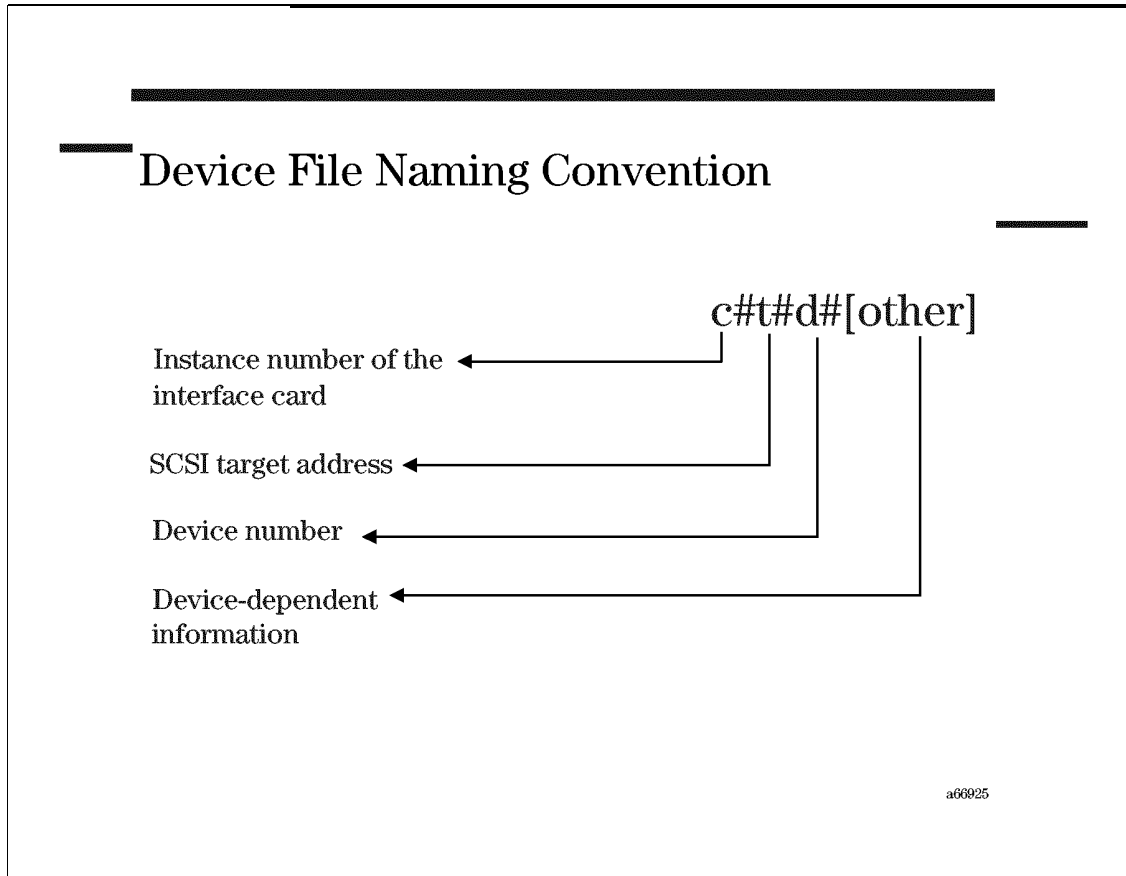 Device File Naming Convention
c#t#d#[other]
Instance number of the
interface card
SCSI target address
Device number
Device-dependent
information
a66925